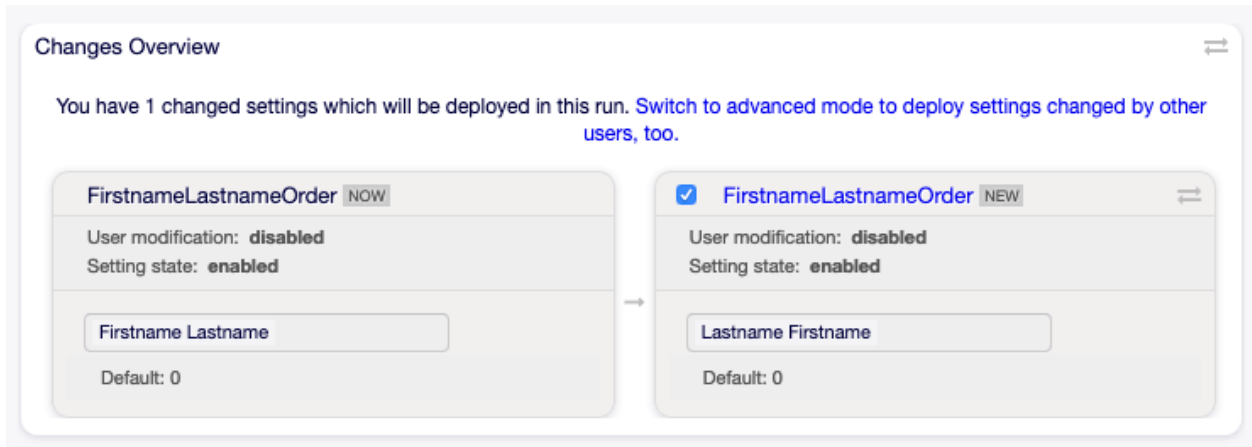 Changes Overview
You have 1 changed settings which will be deployed in this run. Switch to advanced mode to deploy settings changed by other
users, too.
FirstnameLastnameOrder NOW
User modification: disabled
Setting state: enabled
Firstname Lastname
Default: 0
FirstnameLastnameOrder NEW
User modification: disabled
Setting state: enabled
Lastname Firstname
Default: 0